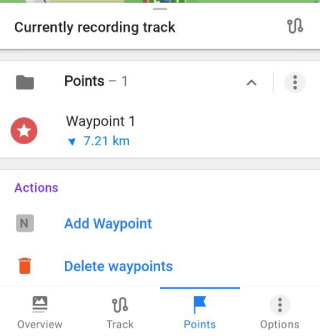 Currently recording track
Points – 1
Waypoint 1
7.21 km
Actions
N Add Waypoint
Delete waypoints
Overview Track Points Options